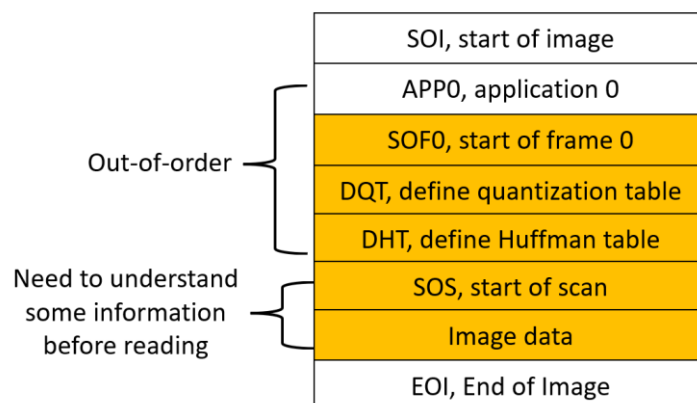 SOI, start of image
APP0, application 0
SOF0, start of frame 0
Out-of-order
DQT, define quantization table
DHT, define Huffman table
Need to understand
some information
before reading
SOS, start of scan
Image data
EOI, End of Image